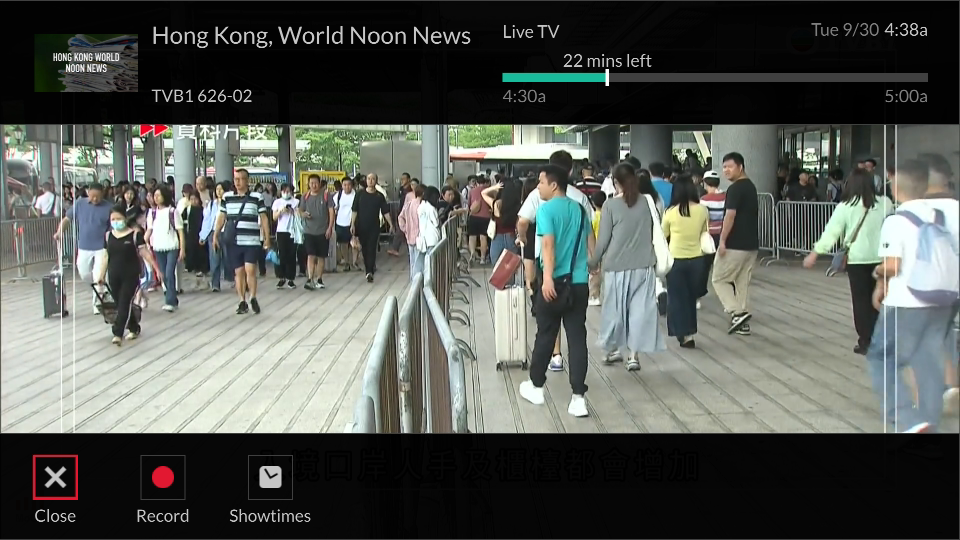 HONG KONG WORLD
NOON NEWS
Hong Kong, World Noon News
TVB1 626-02
Live TV
22 mins left
4:30a
5:00a
Tue 9/30 4:38a
資料片段
境口岸人手及櫃檯都會增加
Close
Record
Showtimes